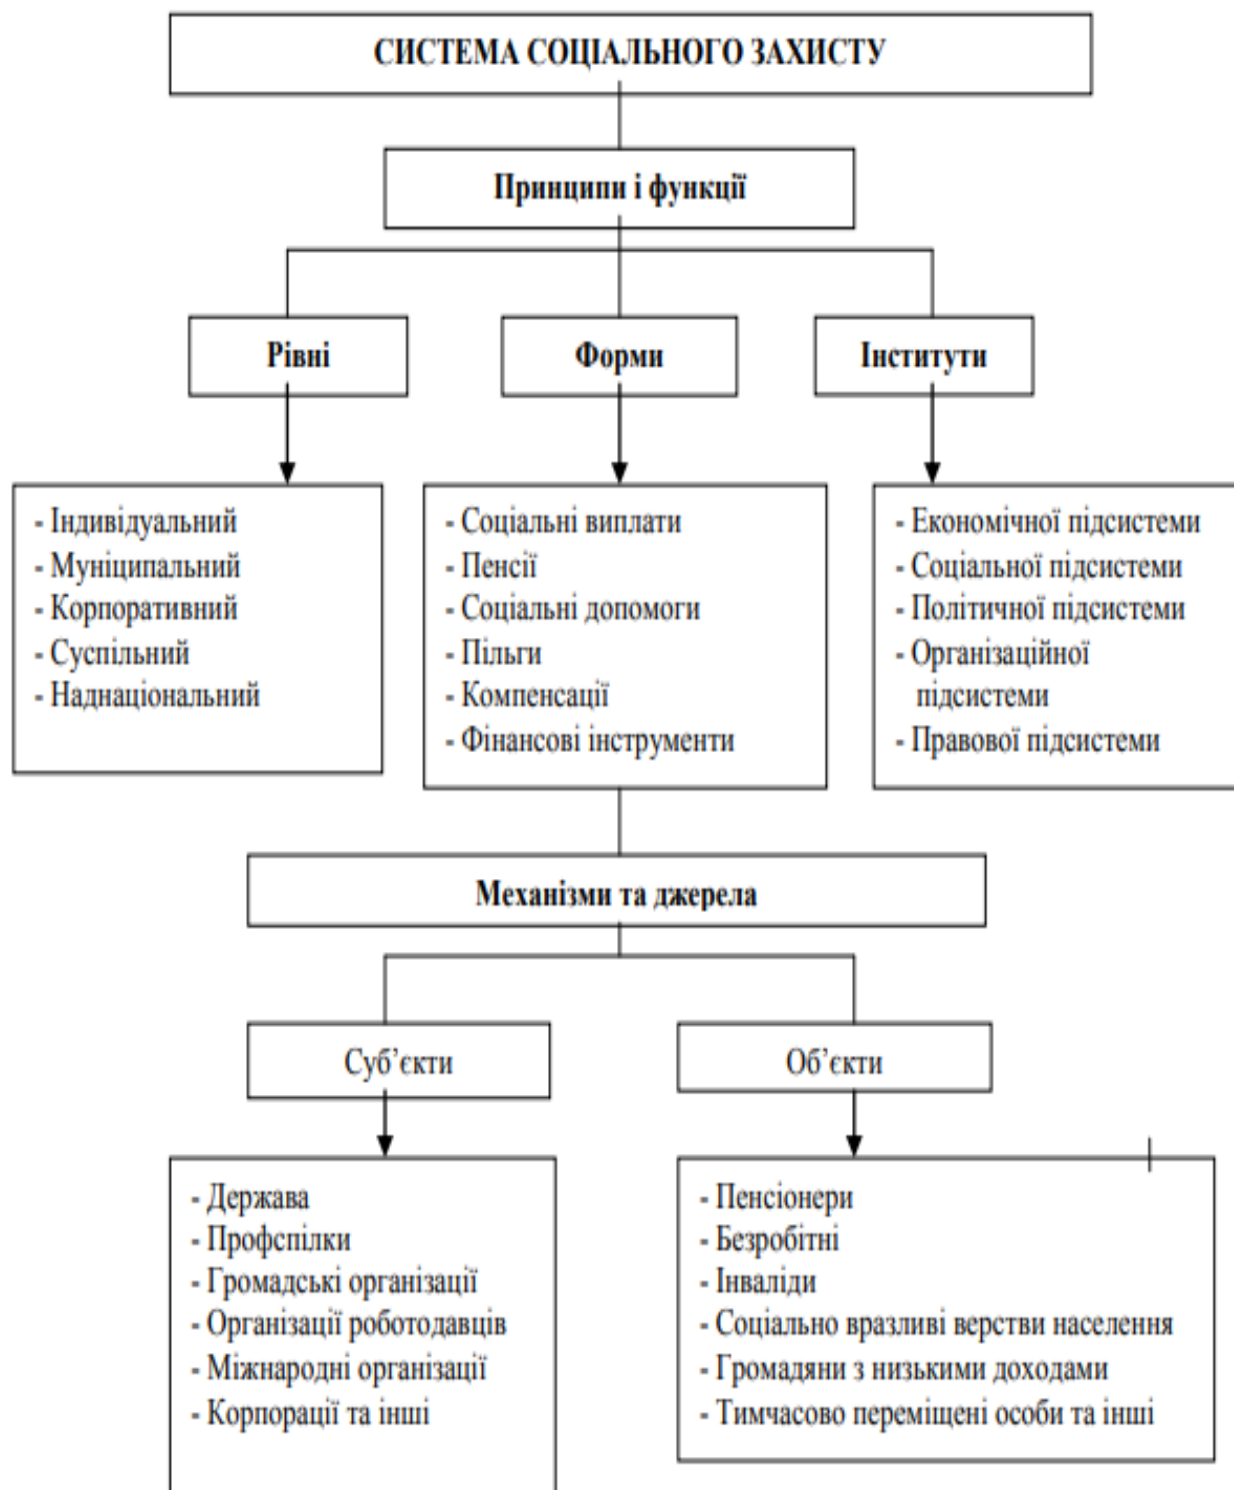 СИСТЕМА СОЦІАЛЬНОГО ЗАХИСТУ
Принципи і функції
Рівні
Форми
Інститути
- Індивідуальний
- Муніципальний
- Корпоративний
- Суспільний
- Наднаціональний
- Соціальні виплати
- Пенсії
- Соціальні допомоги
- Пільги
- Компенсації
- Фінансові інструменти
- Економічної підсистеми
- Соціальної підсистеми
- Політичної підсистеми
- Організаційної
підсистеми
- Правової підсистеми
Механізми та джерела
Суб’єкти
Об’єкти
- Держава
- Профспілки
- Громадські організації
- Організації роботодавців
- Міжнародні організації
- Корпорації та інші
- Пенсіонери
- Безробітні
- Інваліди
- Соціально вразливі верстви населення
- Громадяни з низькими доходами
- Тимчасово переміщені особи та інші